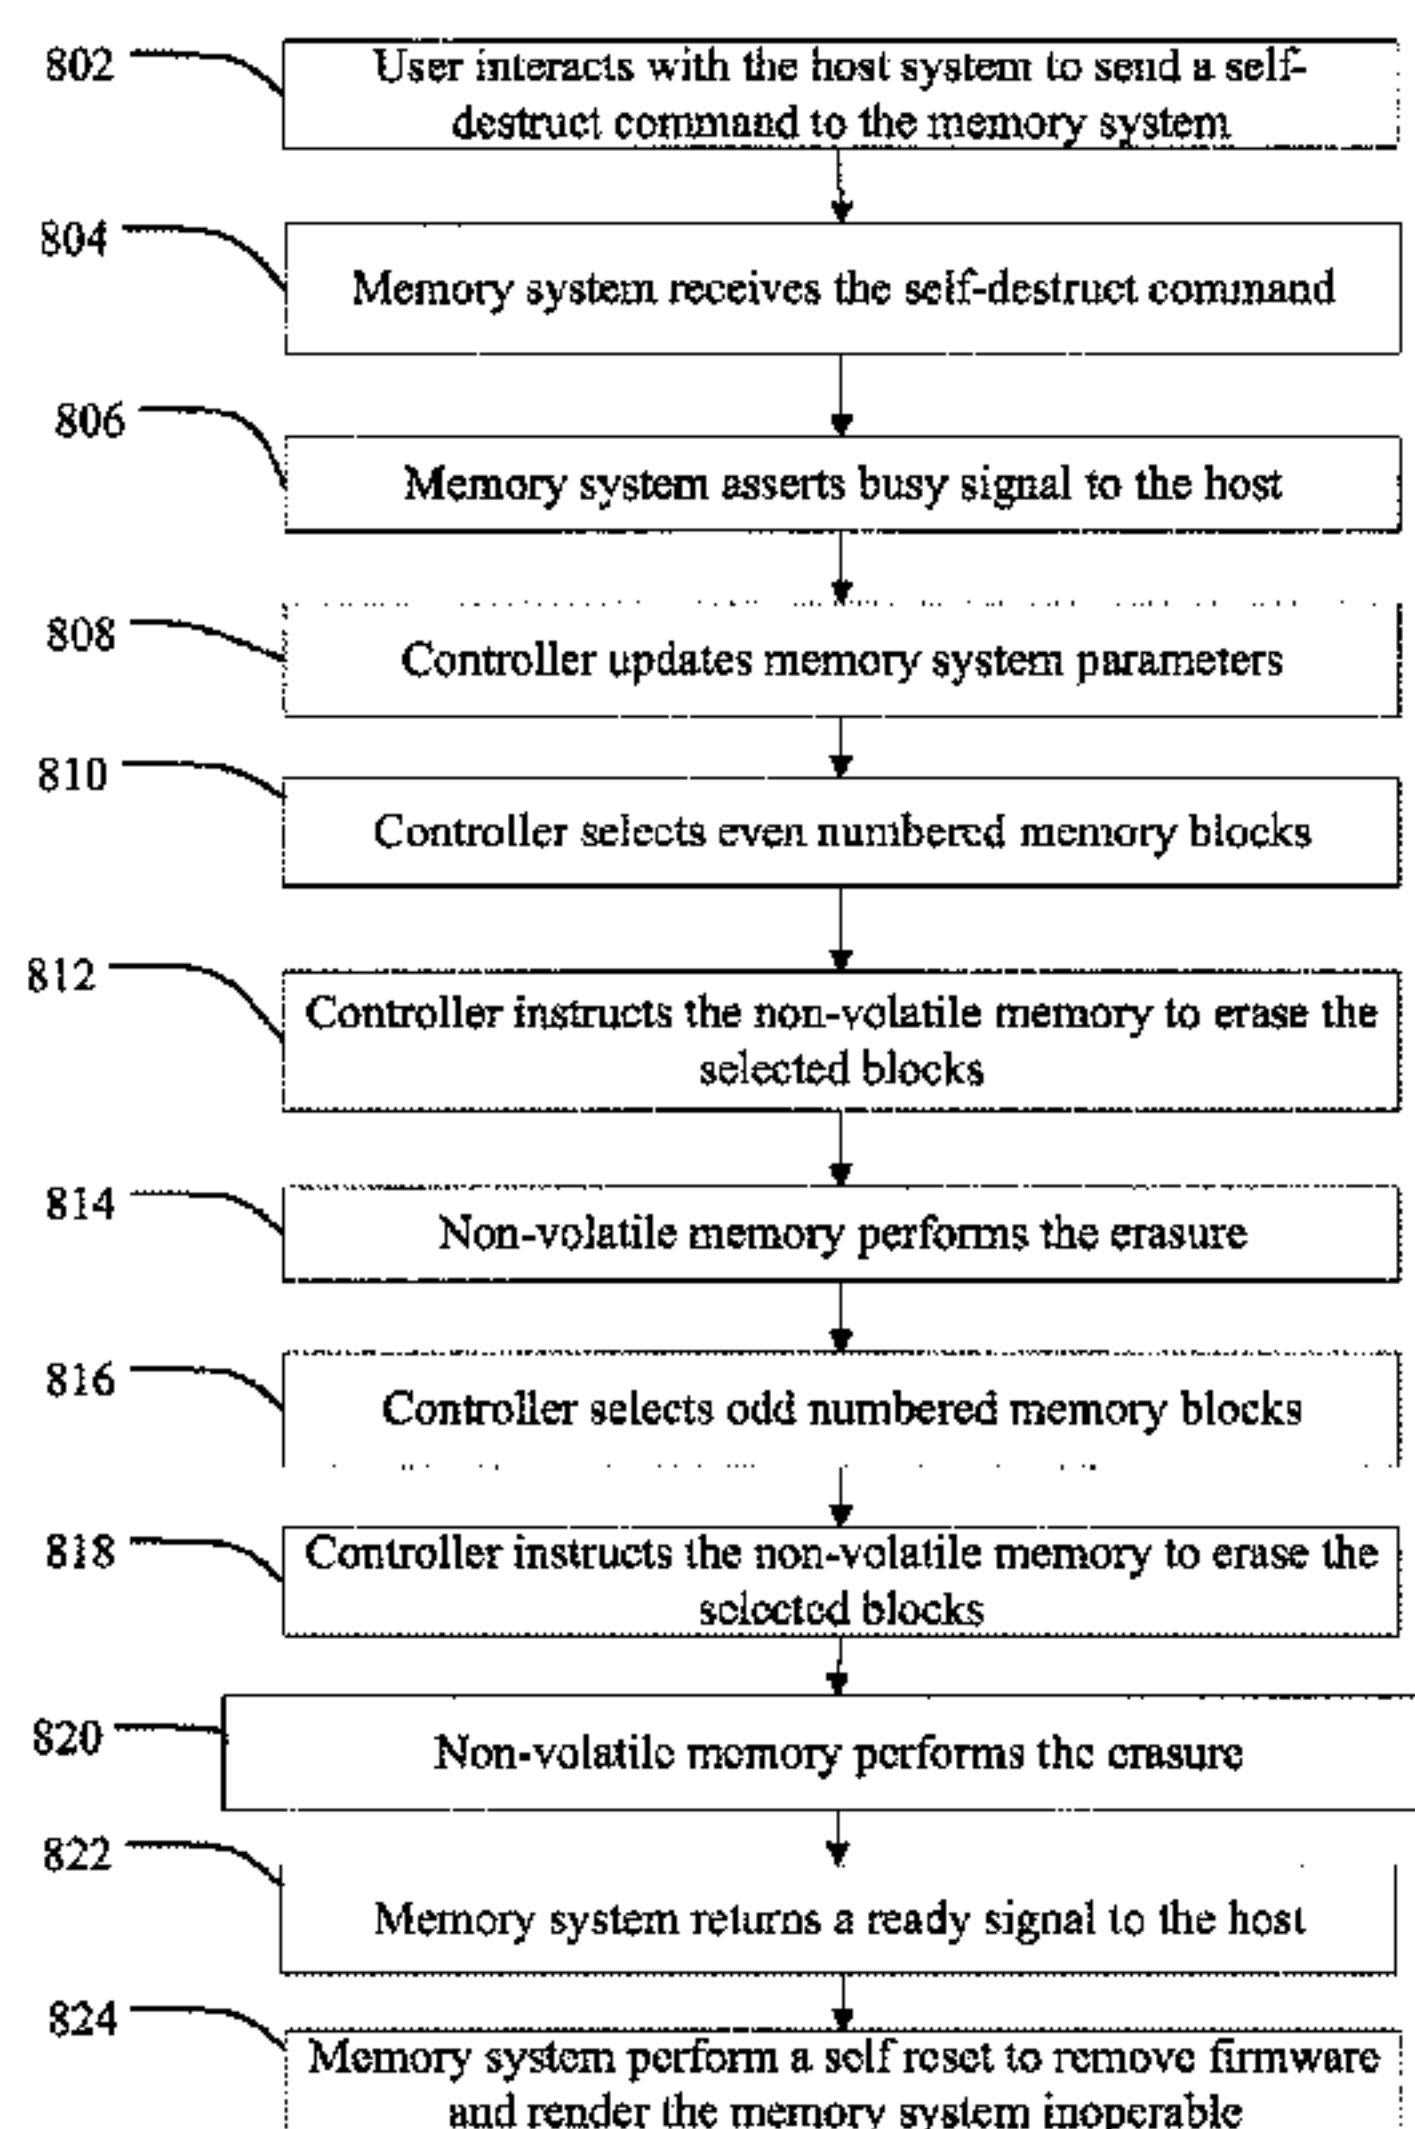 802
User interacts with the host system to send a self-
destruct command to the memory system
804
Memory system receives the self-destruct command
806
Memory system asserts busy signal to the host
808
Controller updates memory system parameters
810
Controller selects even numbered memory blocks
812
Controller instructs the non-volatile memory to erase the
selected blocks
814
Non-volatile memory performs the erasure
816
Controller selects odd numbered memory blocks
818
Controller instructs the non-volatile memory to erase the
selected blocks
820
Non-volatile memory performs the erasure
822
Memory system returns a ready signal to the host
824
Memory system perform a self reset to remove firmware
and render the memory system inoperable